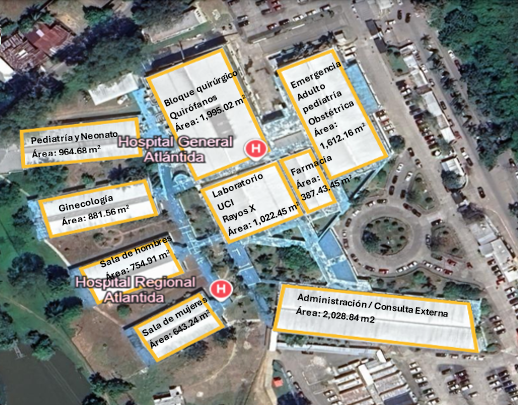 Bloque quirúrgico
Quirófanos
Área: 1,995.02 m²
Emergencia
Adulto
pediatría
Obstétrica
Área:
1,612.16 m²
Pediatría y Neonato
Área: 964.68 m²
Hospital General
Atlántida
H
Farmacia
Área:
387.43.45 m²
Laboratorio
UCI
Rayos X
Área: 1,022.45 m²
Ginecología
Área: 881.56 m²
Sala de hombres
Área: 754.91 m²
Hospital Regional
Atlantida
H
Sala de mujeres
Área: 643.24 m²
Administración / Consulta Externa
Área: 2,028.84 m2